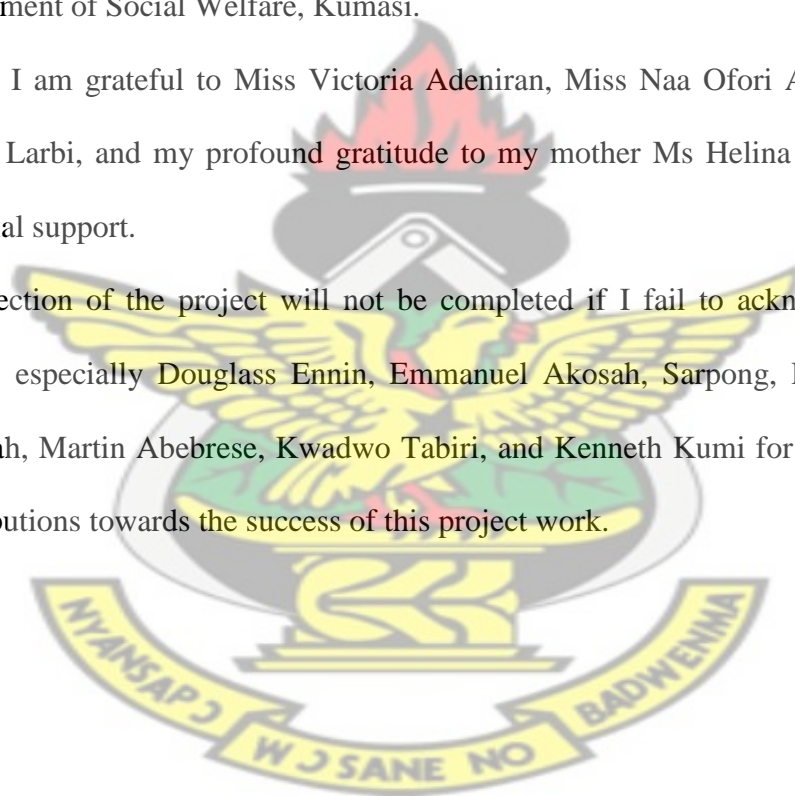 ment of Social Welfare, Kumasi.
I am grateful to Miss Victoria Adeniran, Miss Naa Ofori A
Larbi, and my profound gratitude to my mother Ms Helina
al support.
ection of the project will not be completed if I fail to ackn
especially Douglass Ennin, Emmanuel Akosah, Sarpong,
ah, Martin Abebrese, Kwadwo Tabiri, and Kenneth Kumi for
butions towards the success of this project work.
NYANSAPƆ WƆSANE NO BADWENMA